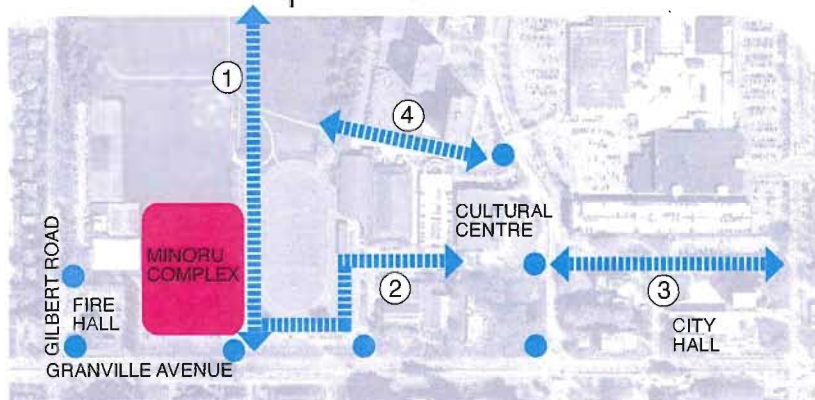 1
4
CULTURAL
CENTRE
MINORU
COMPLEX
GILBERT ROAD
2
3
FIRE
HALL
CITY
HALL
GRANVILLE AVENUE